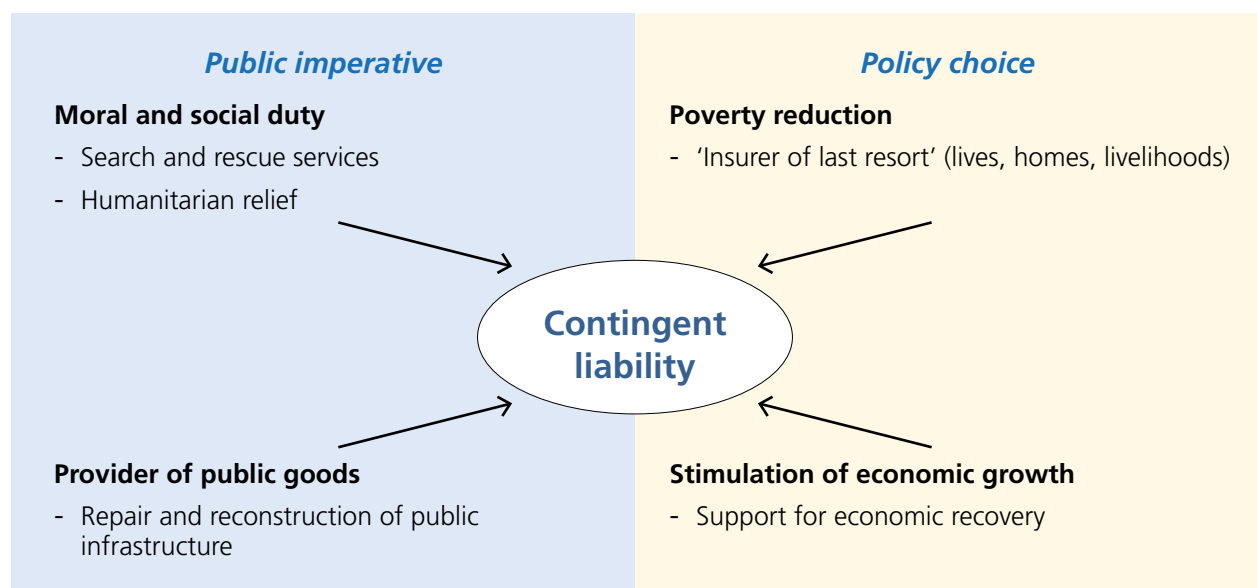 Public imperative
Moral and social duty
- Search and rescue services
- Humanitarian relief
Policy choice
Poverty reduction
- ‘Insurer of last resort’ (lives, homes, livelihoods)
Contingent
liability
Provider of public goods
- Repair and reconstruction of public
infrastructure
Stimulation of economic growth
- Support for economic recovery